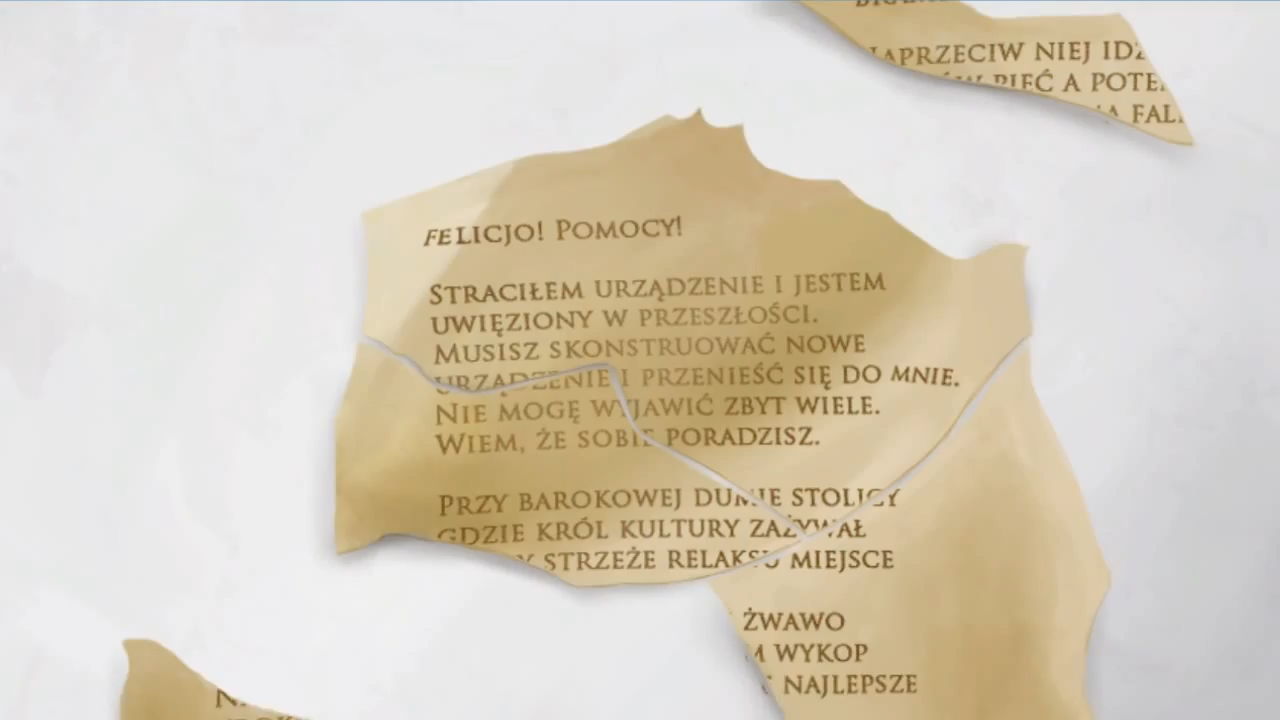 NAPRZECIW NIEJ
PIĘĆ A
FELICJO! POMOCY!
STRACIŁEM URZĄDZENIE I JESTEM
UWIĘZIONY W PRZESZŁOŚCI.
MUSISZ SKONSTRUOWAĆ NOWE
URZĄDZENIE I PRZENIEŚĆ SIĘ DO MNIE.
NIE MOGĘ WYJAWIĆ ZBYT WIELE.
WIEM, ŻE SOBIE PORADZISZ.
PRZY BAROKOWEJ DUMIE STOLICY
GDZIE KRÓL KULTURY ZAŻYWAŁ
STRZEŻE RELAKSU MIEJSCE
ŻWAWO
WYKOP
NAJLEPSZE